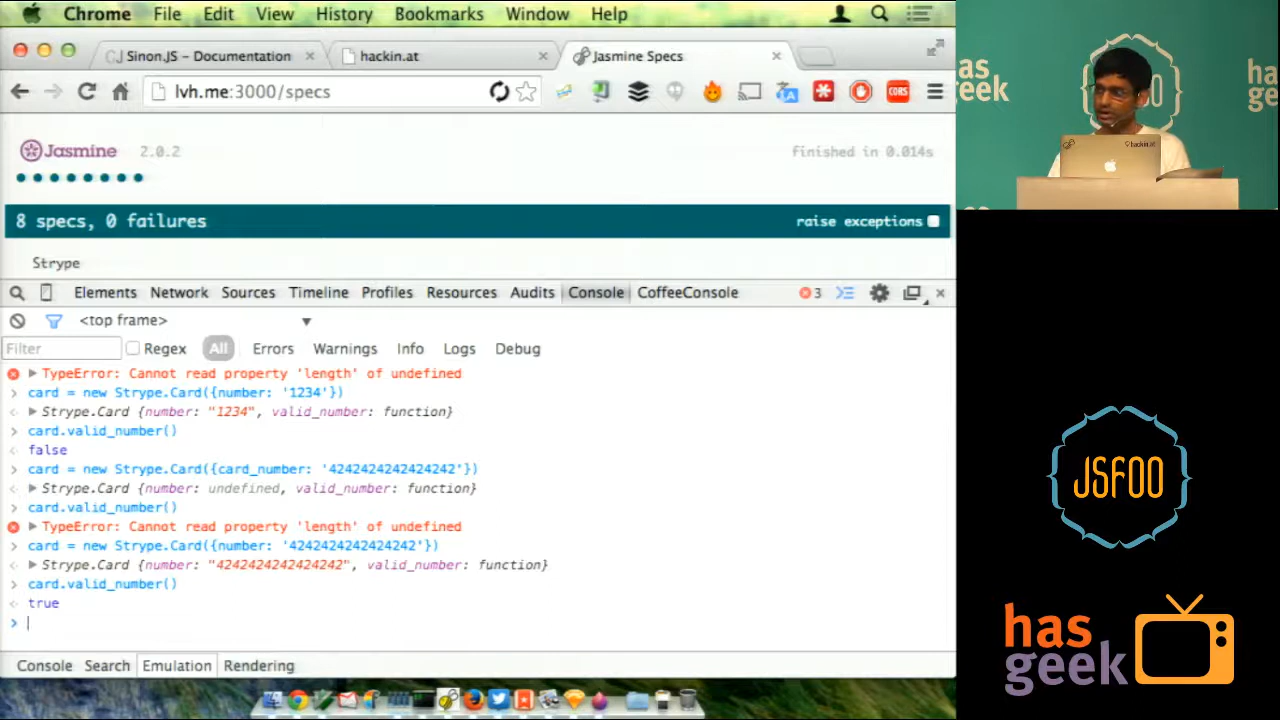 Chrome File Edit View History Bookmarks Window Help
Sinon.JS – Documentation
hackin.at
Jasmine Specs
lvh.me:3000/specs
CORS
Jasmine 2.0.2
finished in 0.014s
8 specs, 0 failures
raise exceptions
Strype
Elements Network Sources Timeline Profiles Resources Audits Console CoffeeConsole
3
<top frame>
Filter
Regex
All
Errors Warnings Info Logs Debug
TypeError: Cannot read property 'length' of undefined
card = new Strype.Card({number: '1234'})
Strype.Card {number: "1234", valid_number: function}
card.valid_number()
false
card = new Strype.Card({card_number: '4242424242424242'})
Strype.Card {number: undefined, valid_number: function}
card.valid_number()
TypeError: Cannot read property 'length' of undefined
card = new Strype.Card({number: '4242424242424242'})
Strype.Card {number: "4242424242424242", valid_number: function}
card.valid_number()
true
Console Search Emulation Rendering
has
geek
has
geek
hackin.at
JSFOO
has
geek